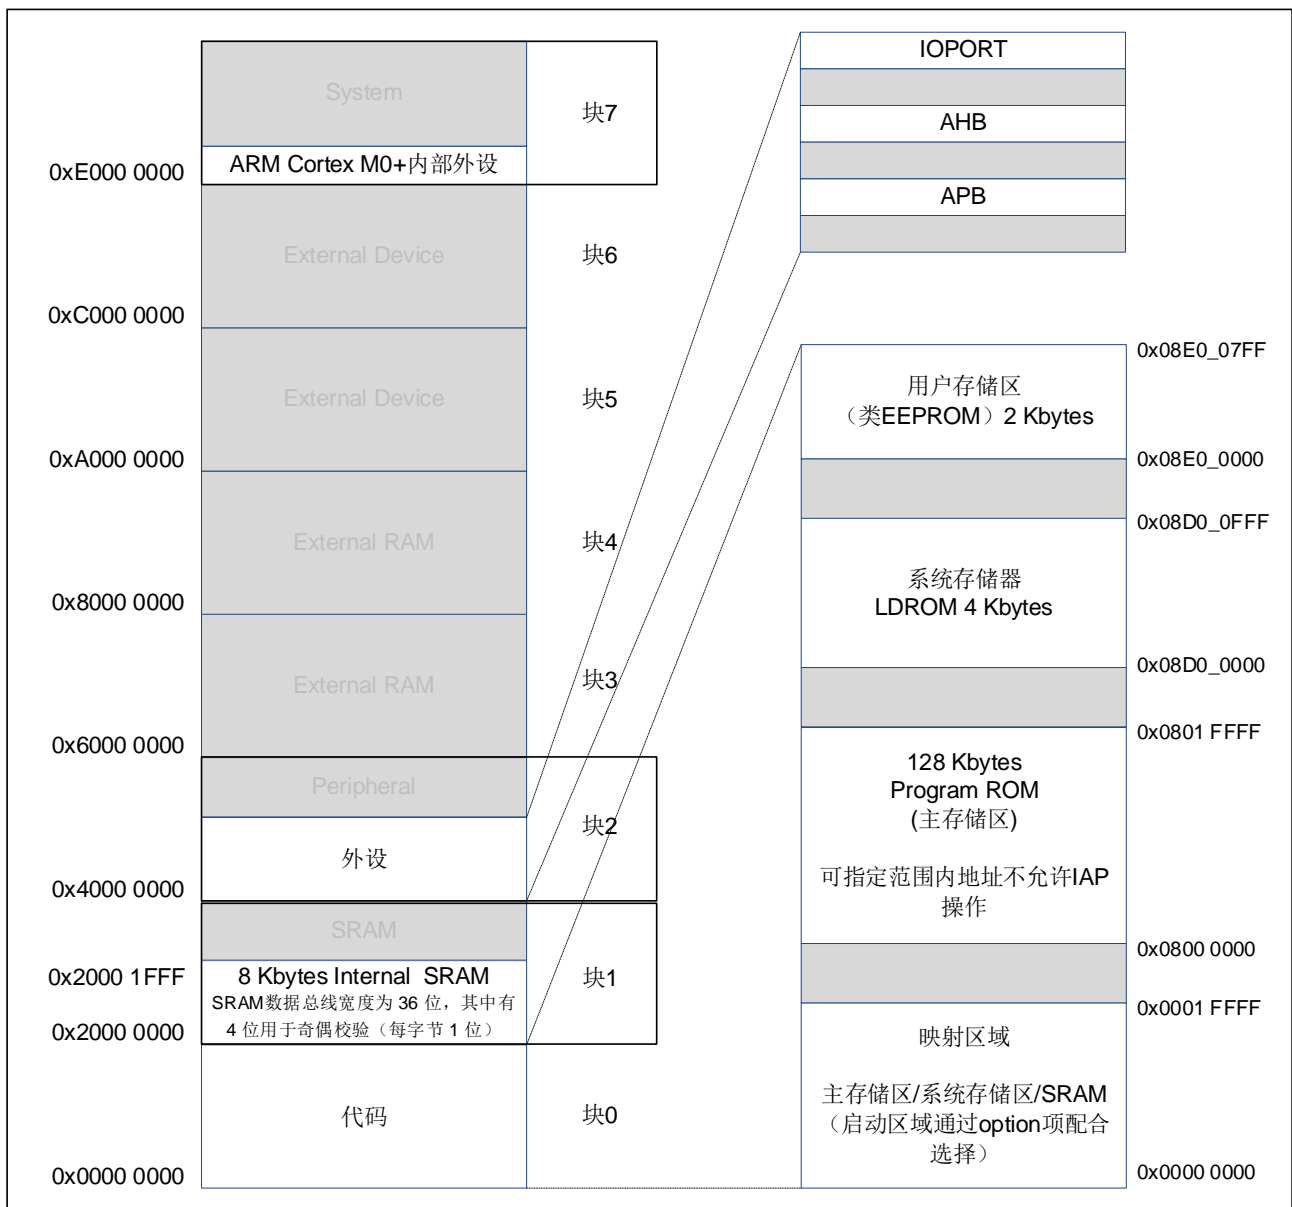 System
块7
0xE000 0000
ARM Cortex M0+内部外设
External Device
块6
0xC000 0000
External Device
块5
0xA000 0000
External RAM
块4
0x8000 0000
External RAM
块3
0x6000 0000
Peripheral
块2
外设
0x4000 0000
SRAM
0x2000 1FFF
8 Kbytes Internal SRAM
块1
SRAM数据总线宽度为 36 位，其中有
4 位用于奇偶校验（每字节 1 位）
0x2000 0000
代码
块0
0x0000 0000
IOPORT
AHB
APB
0x08E0_07FF
用户存储区
（类EEPROM）2 Kbytes
0x08E0_0000
0x08D0_0FFF
系统存储器
LDROM 4 Kbytes
0x08D0_0000
0x0801 FFFF
128 Kbytes
Program ROM
(主存储区)
可指定范围内地址不允许IAP
操作
0x0800 0000
0x0001 FFFF
映射区域
主存储区/系统存储区/SRAM
（启动区域通过option项配合
选择）
0x0000 0000